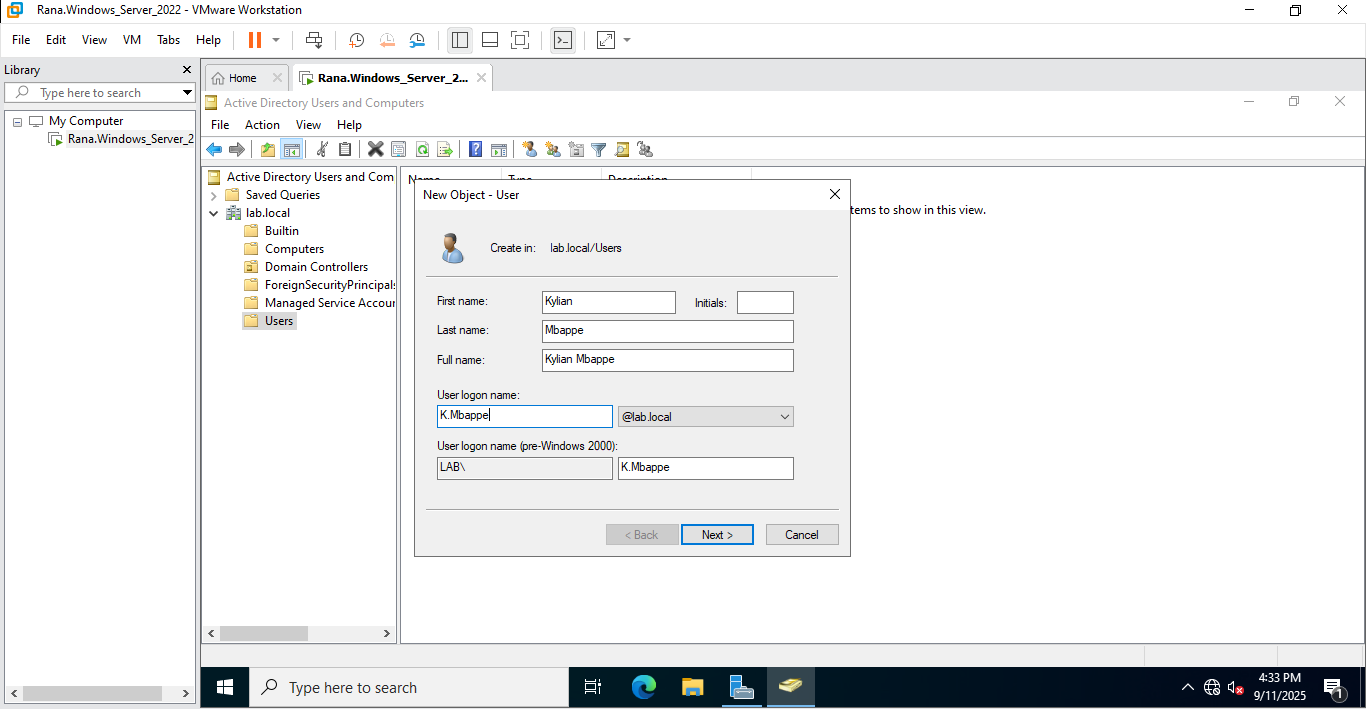 Rana.Windows_Server_2022 - VMware Workstation
File Edit View VM Tabs Help
Library
Type here to search
My Computer
Rana.Windows_Server_2
Home
Rana.Windows_Server_2...
Active Directory Users and Computers
File Action View Help
Active Directory Users and Com
Saved Queries
lab.local
Builtin
Computers
Domain Controllers
ForeignSecurityPrincipals
Managed Service Accour
Users
Name Type Description
tems to show in this view.
New Object - User
Create in: lab.local/Users
First name: Kylian Initials:
Last name: Mbappe
Full name: Kylian Mbappe
User logon name:
K.Mbappe @lab.local
User logon name (pre-Windows 2000):
LAB\ K.Mbappe
< Back Next > Cancel
Type here to search
4:33 PM
9/11/2025
1